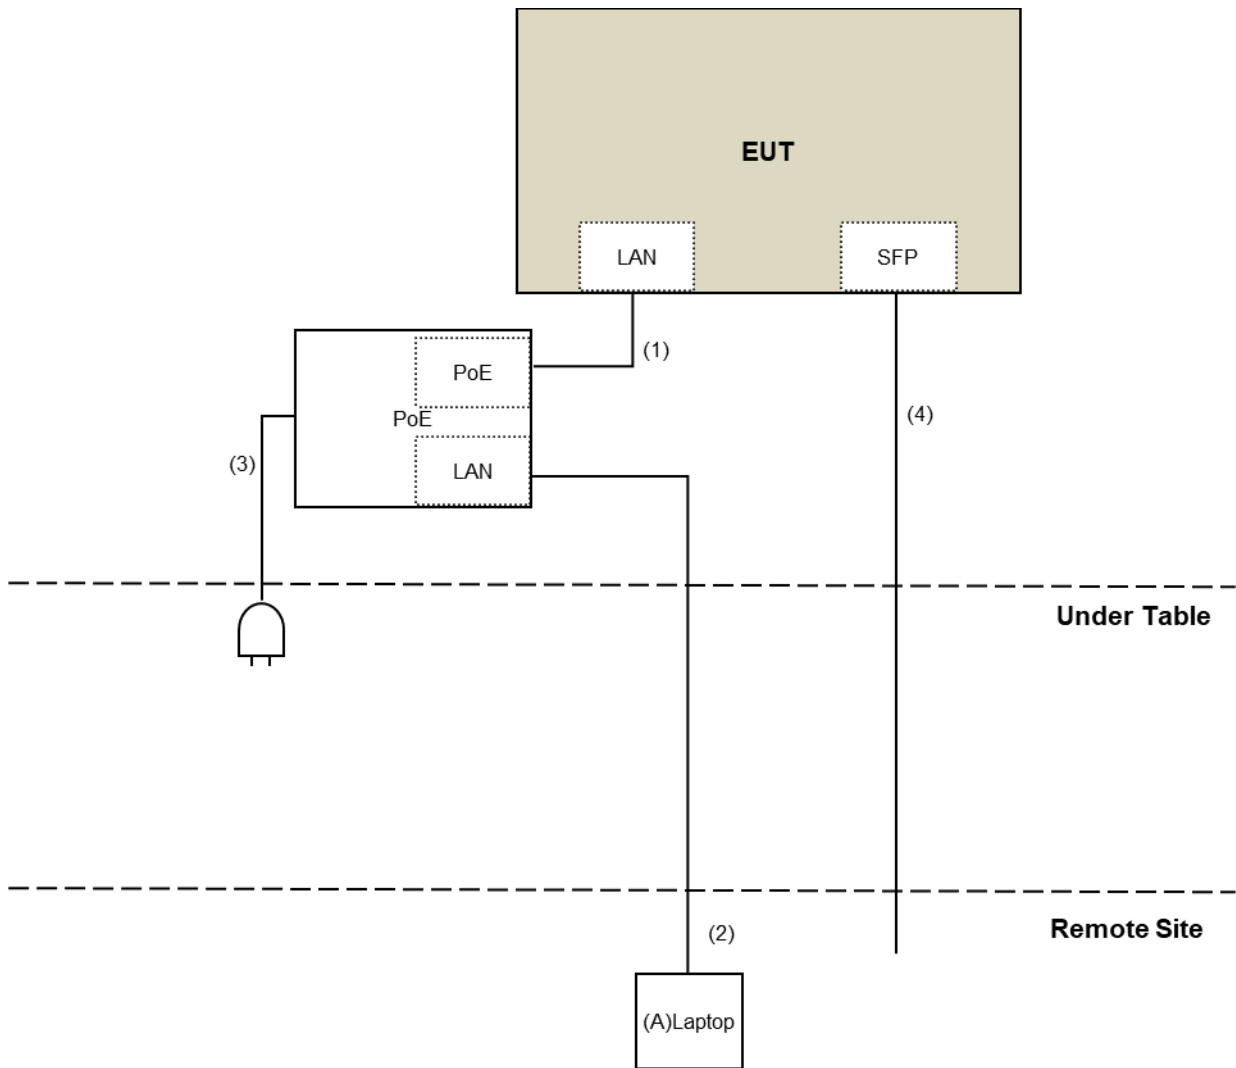 EUT
LAN
SFP
(1)
PoE
PoE
(4)
(3)
LAN
Under Table
(2)
Remote Site
(A)Laptop